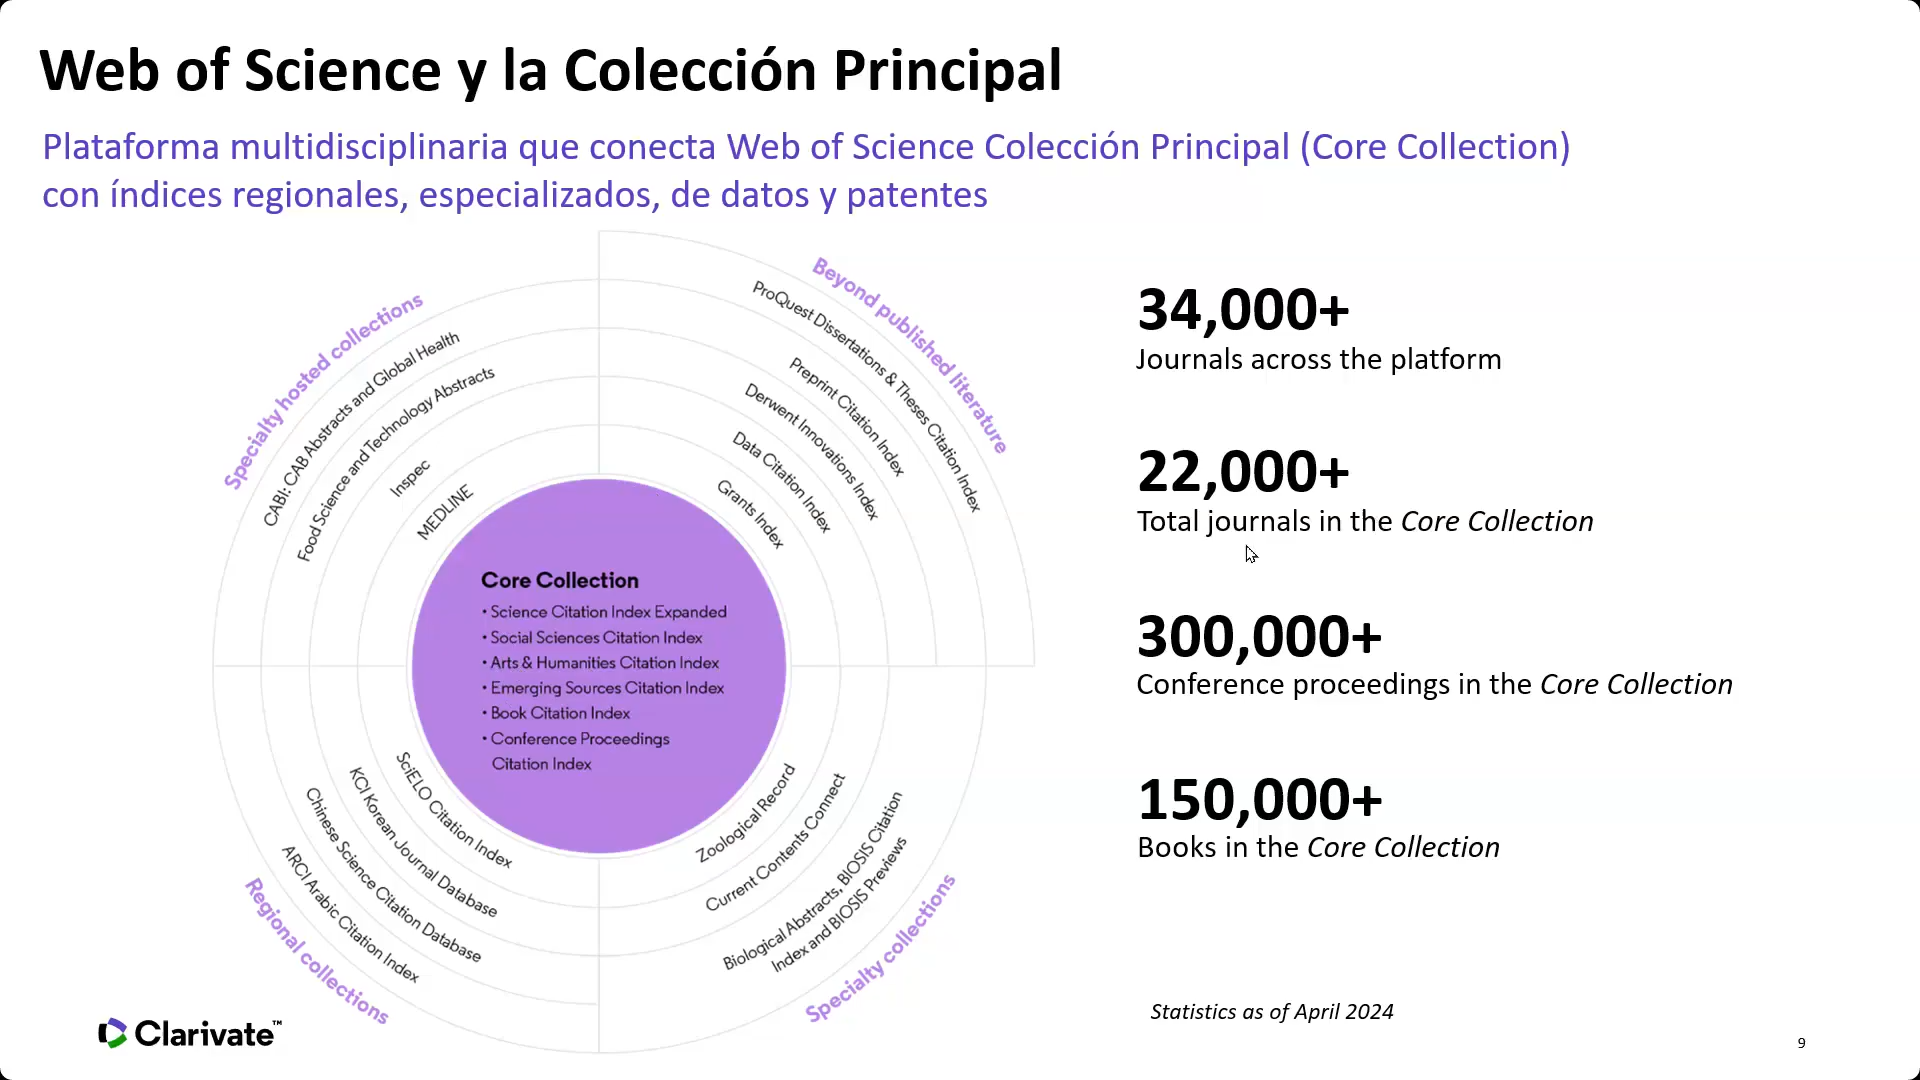 Web of Science y la Colección Principal
Plataforma multidisciplinaria que conecta Web of Science Colección Principal (Core Collection)
con índices regionales, especializados, de datos y patentes
Specialty hosted collections
CABI: CAB Abstracts and Global Health
Food Science and Technology Abstracts
Inspec
MEDLINE
Beyond published literature
ProQuest Dissertations & Theses Citation Index
Preprint Citation Index
Derwent Innovations Index
Data Citation Index
Grants Index
Core Collection
• Science Citation Index Expanded
• Social Sciences Citation Index
• Arts & Humanities Citation Index
• Emerging Sources Citation Index
• Book Citation Index
• Conference Proceedings
Citation Index
SciELO Citation Index
KCI Korean Journal Database
Chinese Science Citation Database
ARCI Arabic Citation Index
Regional collections
Zoological Record
Current Contents Connect
Biological Abstracts, BIOSIS Citation
Index and BIOSIS Previews
Specialty collections
34,000+
Journals across the platform
22,000+
Total journals in the Core Collection
300,000+
Conference proceedings in the Core Collection
150,000+
Books in the Core Collection
Statistics as of April 2024
Clarivate™
9